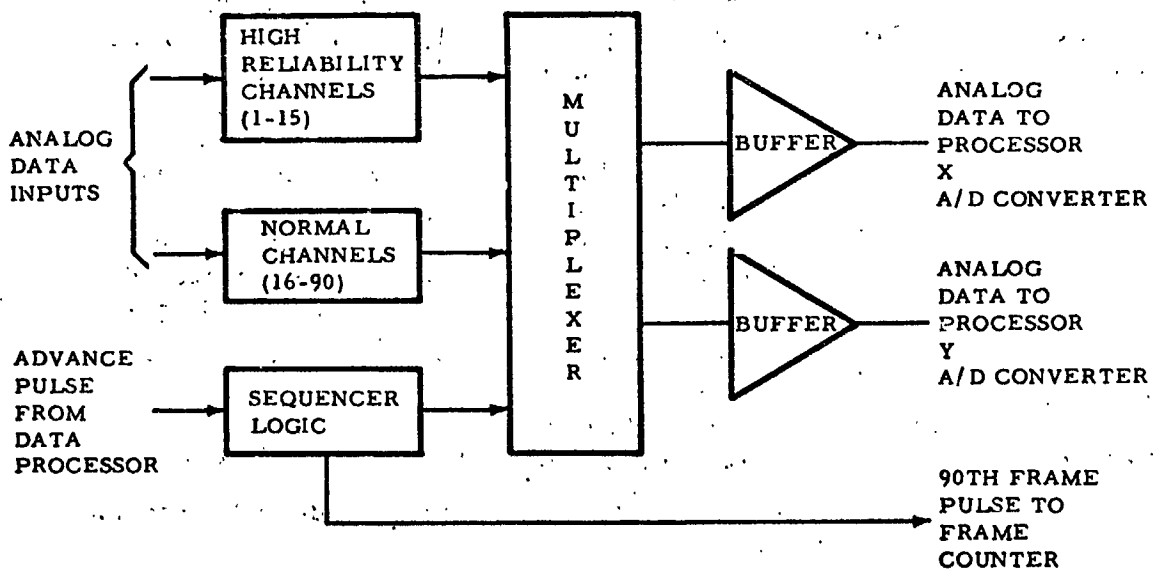 ANALOG
DATA
INPUTS
HIGH
RELIABILITY
CHANNELS
(1-15)
NORMAL
CHANNELS
(16-90)
ADVANCE
PULSE
FROM
DATA
PROCESSOR
SEQUENCER
LOGIC
MULTIPLEXER
BUFFER
ANALOG
DATA TO
PROCESSOR
X
A/D CONVERTER
BUFFER
ANALOG
DATA TO
PROCESSOR
Y
A/D CONVERTER
90TH FRAME
PULSE TO
FRAME
COUNTER